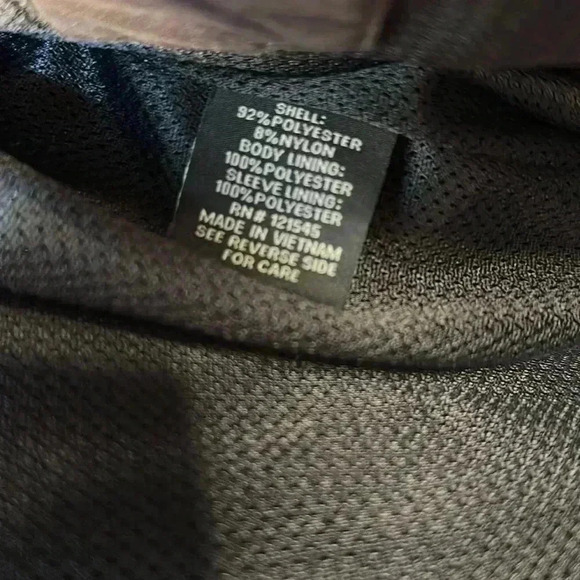 SHELL:
92%POLYESTER
8%NYLON
BODY LINING:
100%POLYESTER
SLEEVE LINING:
100%POLYESTER
RN# 121545
MADE IN VIETNAM
SEE REVERSE SIDE
FOR CARE